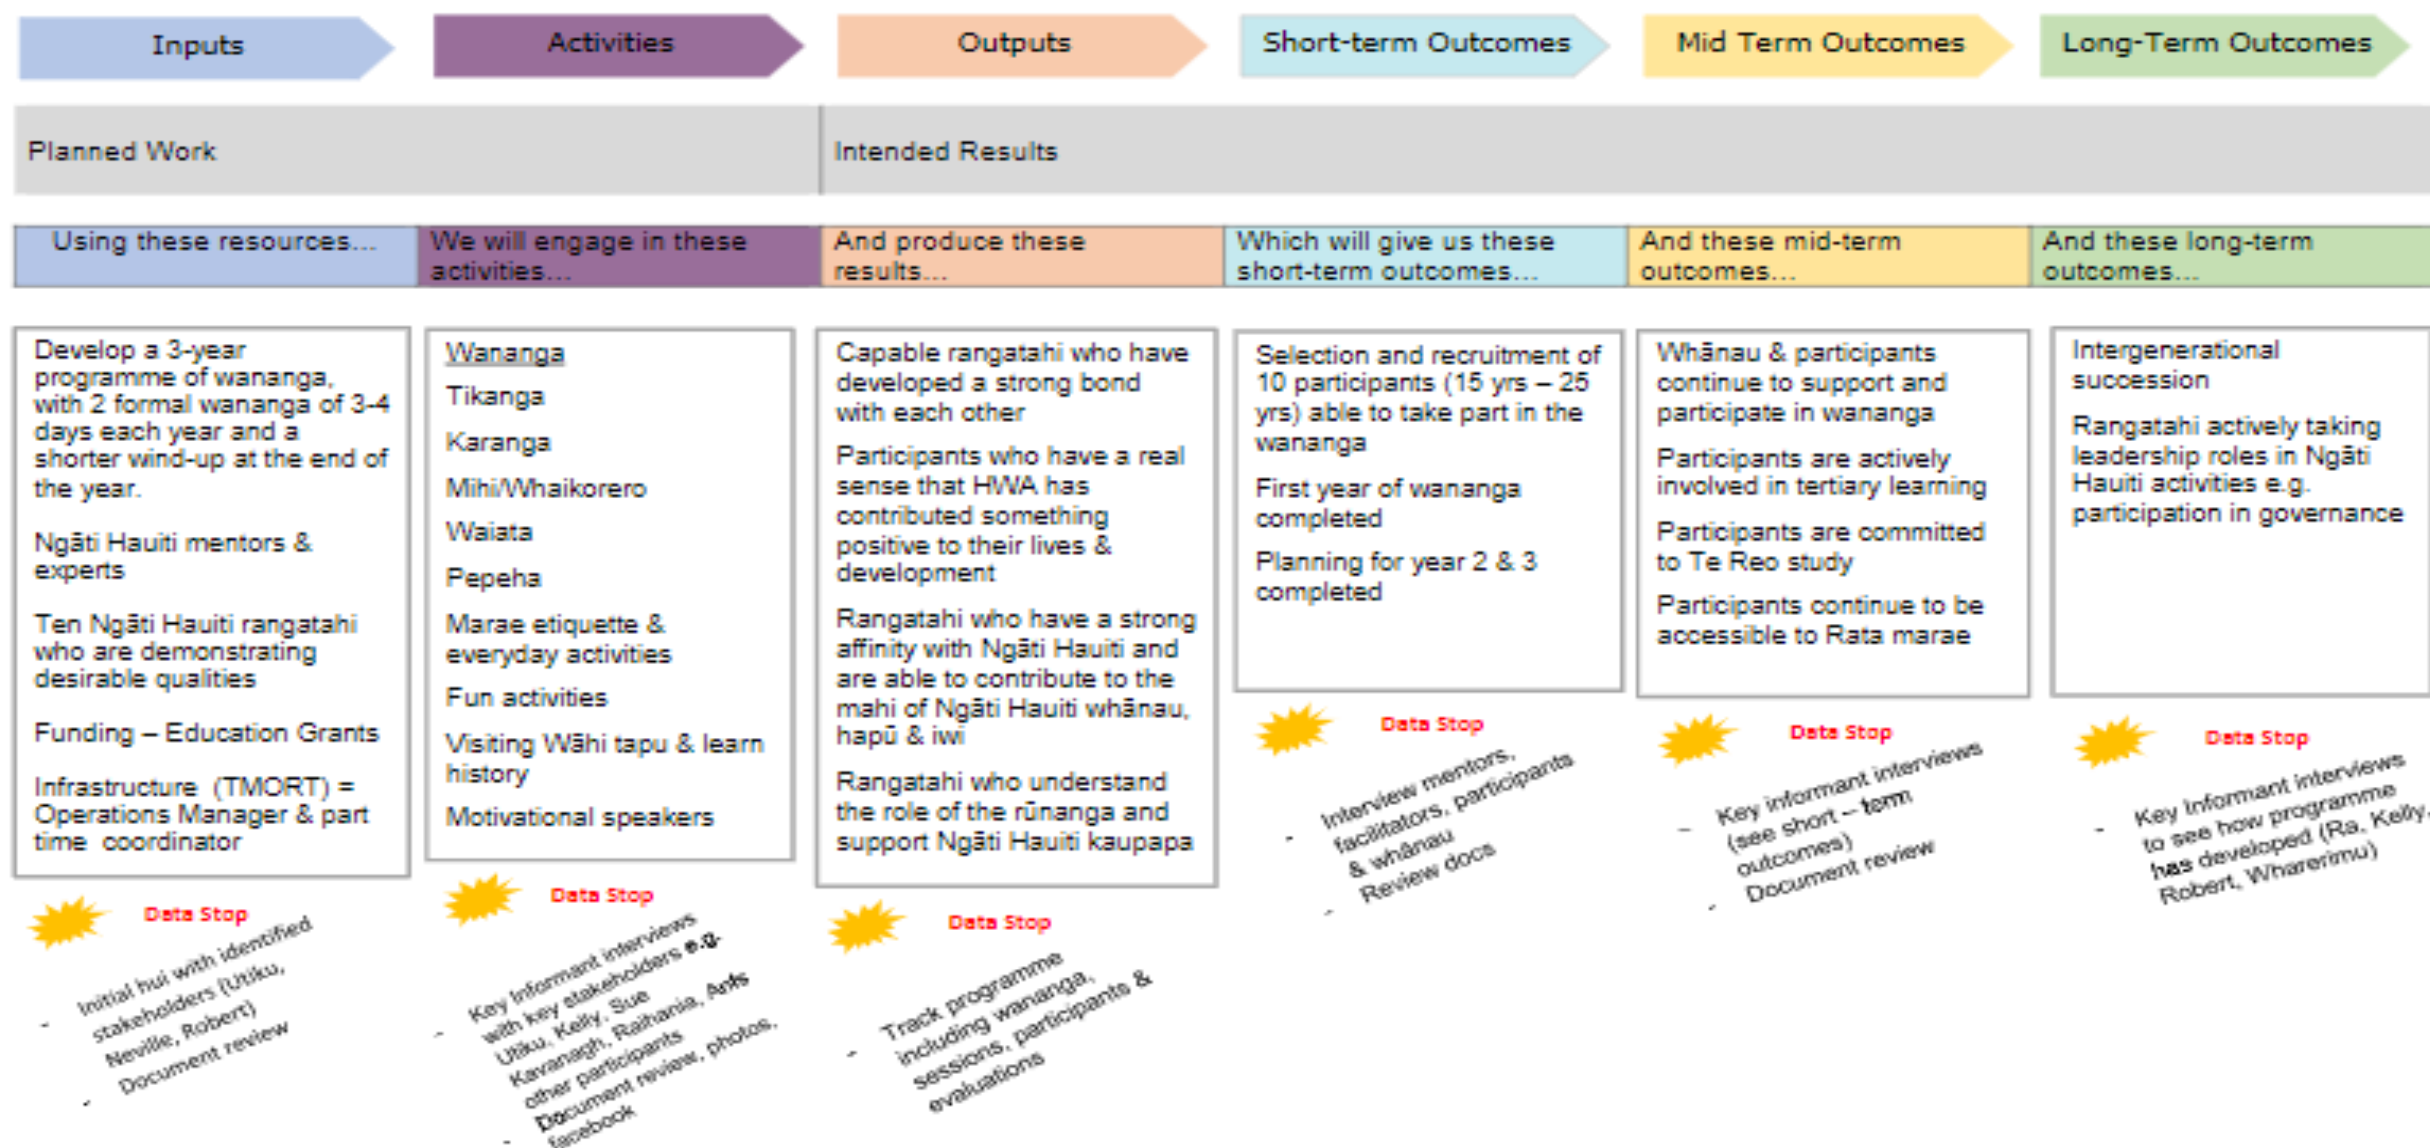 Inputs
Activities
Outputs
Short-term Outcomes
Mid Term Outcomes
Long-Term Outcomes
Planned Work
Intended Results
Using these resources...
We will engage in these
activities...
And produce these
results...
Which will give us these
short-term outcomes...
And these mid-term
outcomes...
And these long-term
outcomes...
Develop a 3-year
programme of wananga,
with 2 formal wananga of 3-4
days each year and a
shorter wind-up at the end of
the year.
Ngāti Hauiti mentors &
experts
Ten Ngāti Hauiti rangatahi
who are demonstrating
desirable qualities
Funding – Education Grants
Infrastructure (TMORT) =
Operations Manager & part
time coordinator
Data Stop
- Initial hui with identified
stakeholders (Utiku,
Neville, Robert)
- Document review
Wananga
Tikanga
Karanga
Mihi/Whaikorero
Waiata
Pepeha
Marae etiquette &
everyday activities
Fun activities
Visiting Wāhi tapu & learn
history
Motivational speakers
Data Stop
- Key Informant interviews
with key stakeholders e.g.
Utiku, Kelly, Sue
Kavanagh, Raihania, Ants
other participants
- Document review, photos,
facebook
Capable rangatahi who have
developed a strong bond
with each other
Participants who have a real
sense that HWA has
contributed something
positive to their lives &
development
Rangatahi who have a strong
affinity with Ngāti Hauiti and
are able to contribute to the
mahi of Ngāti Hauiti whānau,
hapū & iwi
Rangatahi who understand
the role of the rūnanga and
support Ngāti Hauiti kaupapa
Data Stop
- Track programme
including wananga,
sessions, participants &
evaluations
Selection and recruitment of
10 participants (15 yrs – 25
yrs) able to take part in the
wananga
First year of wananga
completed
Planning for year 2 & 3
completed
Data Stop
- Interview mentors,
facilitators, participants
& whānau
- Review docs
Whānau & participants
continue to support and
participate in wananga
Participants are actively
involved in tertiary learning
Participants are committed
to Te Reo study
Participants continue to be
accessible to Rata marae
Data Stop
- Key informant interviews
(see short – term
outcomes)
- Document review
Intergenerational
succession
Rangatahi actively taking
leadership roles in Ngāti
Hauiti activities e.g.
participation in governance
Data Stop
- Key Informant interviews
to see how programme
has developed (Ra, Kelly,
Robert, Wharerimu)